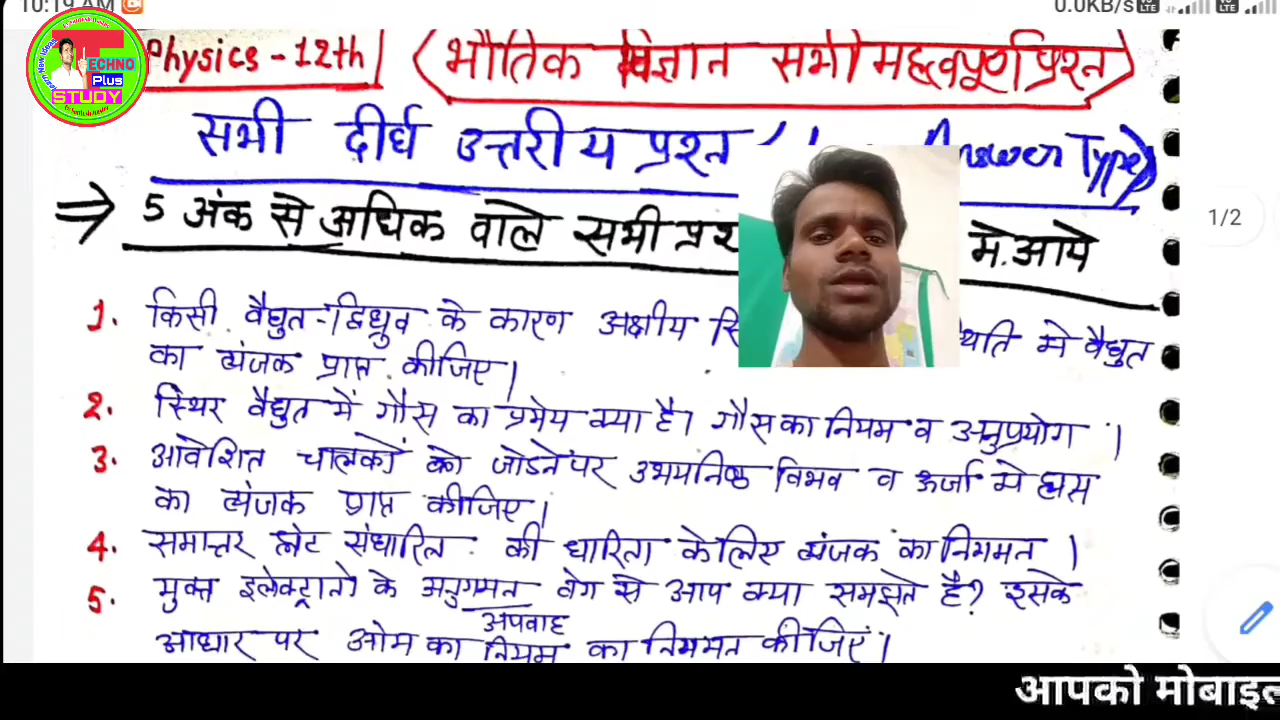 10:19 AM
0.0KB/s
Physics - 12th
(भौतिक विज्ञान सभी महत्वपूर्ण प्रश्न)
TECHNO
Plus
STUDY
सभी दीर्घ उत्तरीय प्रश्न Answer Type)
⇒ 5 अंक से अधिक वाले सभी में.आये
1/2
1. किसी वैद्युत-द्विध्रुव के कारण अक्षीय में वैद्युत
का व्यंजक प्राप्त कीजिए।
2. स्थिर वैद्युत में गौस का प्रमेय क्या है। गौस का नियम व अनुप्रयोग ।
3. आवेशित चालकों को जोडने पर उभयनिष्ठ विभव व ऊर्जा मे ह्रास
का व्यंजक प्राप्त कीजिए।
4. समान्तर प्लेट संधारित्र की धारिता के लिए व्यंजक का निगमन ।
5. मुक्त इलेक्ट्रानो के अनुगमन वेग से आप क्या समझते है? इसके
अपवाह
आधार पर ओम का नियम का निगमन कीजिए।
आपको मोबाइल